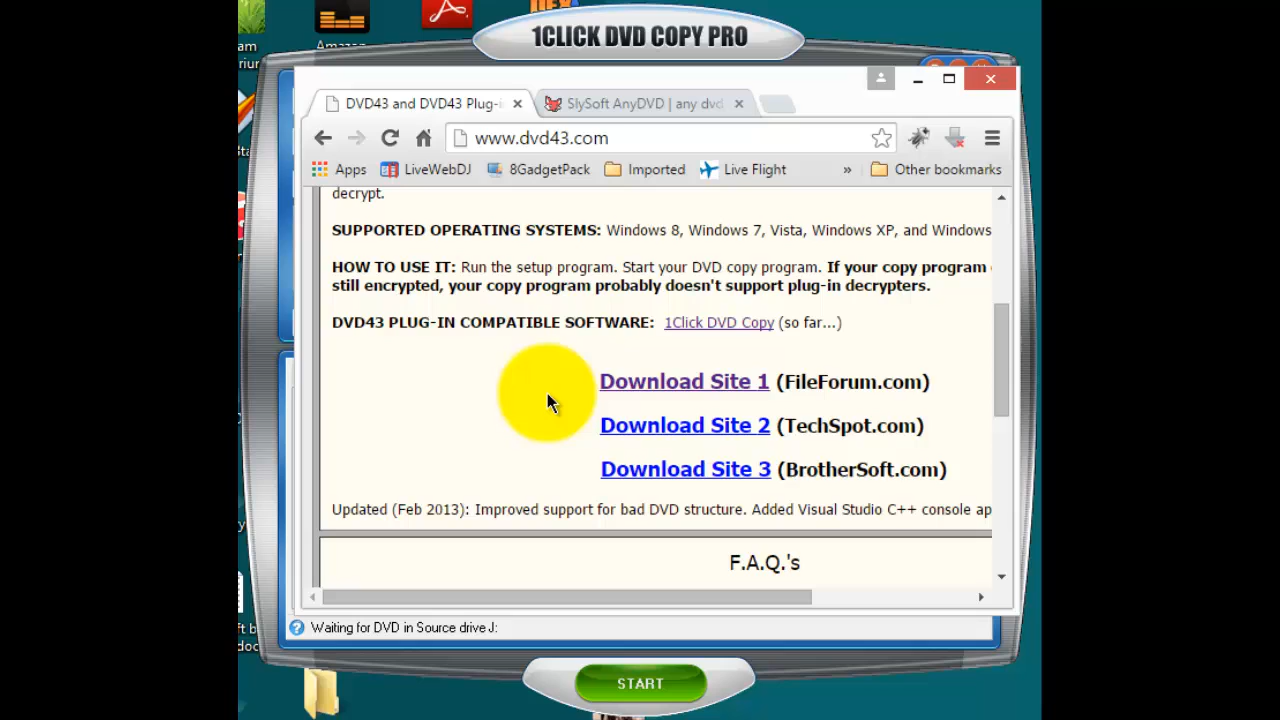 am
rium
Amazon
1CLICK DVD COPY PRO
DVD43 and DVD43 Plug-i
SlySoft AnyDVD | any dvd
www.dvd43.com
Apps
LiveWebDJ
8GadgetPack
Imported
Live Flight
»
Other bookmarks
decrypt.
SUPPORTED OPERATING SYSTEMS: Windows 8, Windows 7, Vista, Windows XP, and Windows
HOW TO USE IT: Run the setup program. Start your DVD copy program. If your copy program
still encrypted, your copy program probably doesn't support plug-in decrypters.
DVD43 PLUG-IN COMPATIBLE SOFTWARE: 1Click DVD Copy (so far...)
Download Site 1 (FileForum.com)
Download Site 2 (TechSpot.com)
Download Site 3 (BrotherSoft.com)
Updated (Feb 2013): Improved support for bad DVD structure. Added Visual Studio C++ console ap
F.A.Q.'s
Waiting for DVD in Source drive J:
START